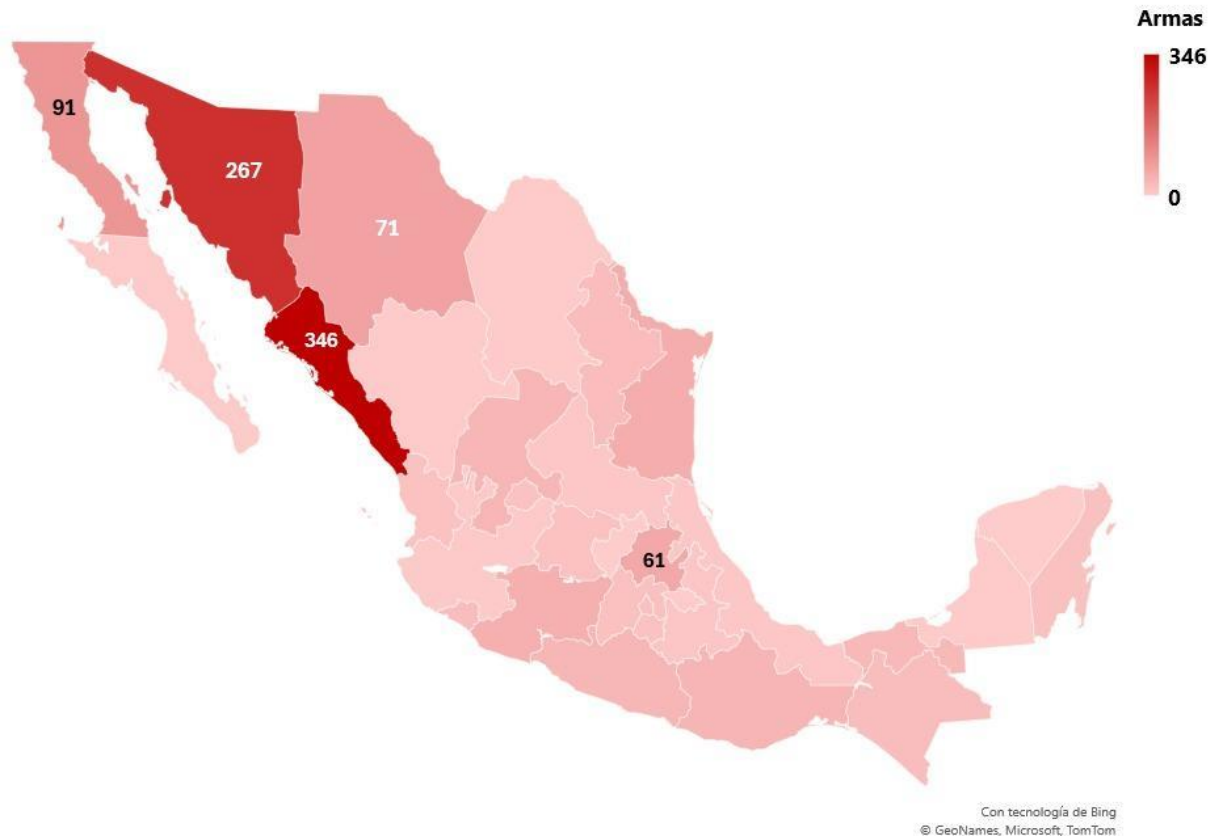 Armas
346
0
91
267
71
346
61
Con tecnología de Bing
© GeoNames, Microsoft, TomTom